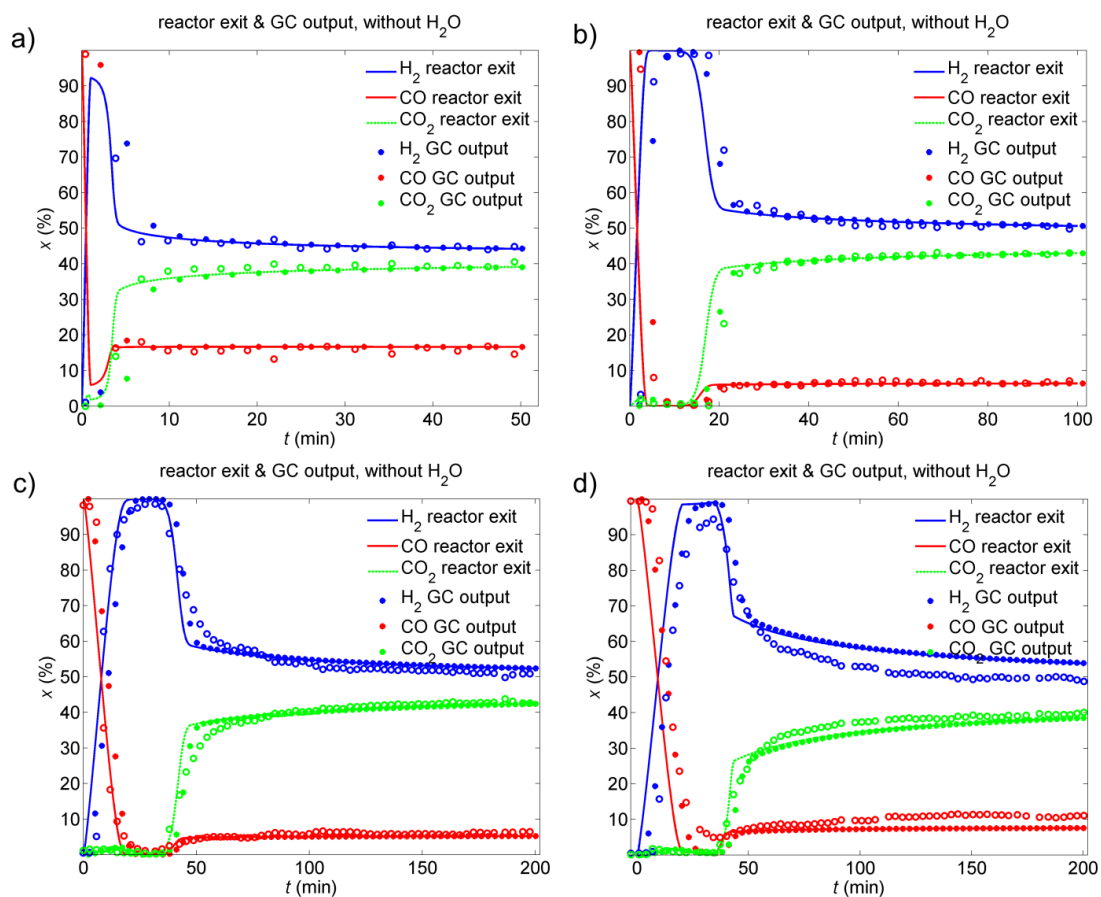 a)
reactor exit & GC output, without H2O
x (%)
90
80
70
60
50
40
30
20
10
0
H2 reactor exit
CO reactor exit
CO2 reactor exit
H2 GC output
CO GC output
CO2 GC output
0 10 20 30 40 50
t (min)
b)
reactor exit & GC output, without H2O
x (%)
90
80
70
60
50
40
30
20
10
0
H2 reactor exit
CO reactor exit
CO2 reactor exit
H2 GC output
CO GC output
CO2 GC output
0 20 40 60 80 100
t (min)
c)
reactor exit & GC output, without H2O
x (%)
90
80
70
60
50
40
30
20
10
H2 reactor exit
CO reactor exit
CO2 reactor exit
H2 GC output
CO GC output
CO2 GC output
0 50 100 150 200
t (min)
d)
reactor exit & GC output, without H2O
x (%)
90
80
70
60
50
40
30
20
10
H2 reactor exit
CO reactor exit
CO2 reactor exit
H2 GC output
CO GC output
CO2 GC output
0 50 100 150 200
t (min)